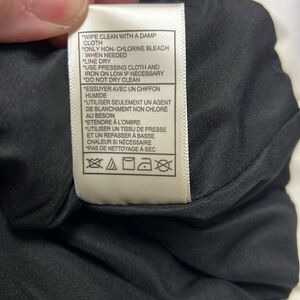 *WIPE CLEAN WITH A DAMP
CLOTH
*ONLY NON-CHLORINE BLEACH
WHEN NEEDED
*LINE DRY
*USE PRESSING CLOTH AND
IRON ON LOW IF NECESSARY
*DO NOT DRY CLEAN
*ESSUYER AVEC UN CHIFFON
HUMIDE
*UTILISER SEULEMENT UN AGENT
DE BLANCHIMENT NON CHLORÉ
AU BESOIN
*ETENDRE À L'OMBRE
*UTILISER UN TISSU DE PRESSE
ET UN REPASSER À BASSE
CHALEUR SI NÉCESSAIRE
*PAS DE NETTOYAGE À SEC